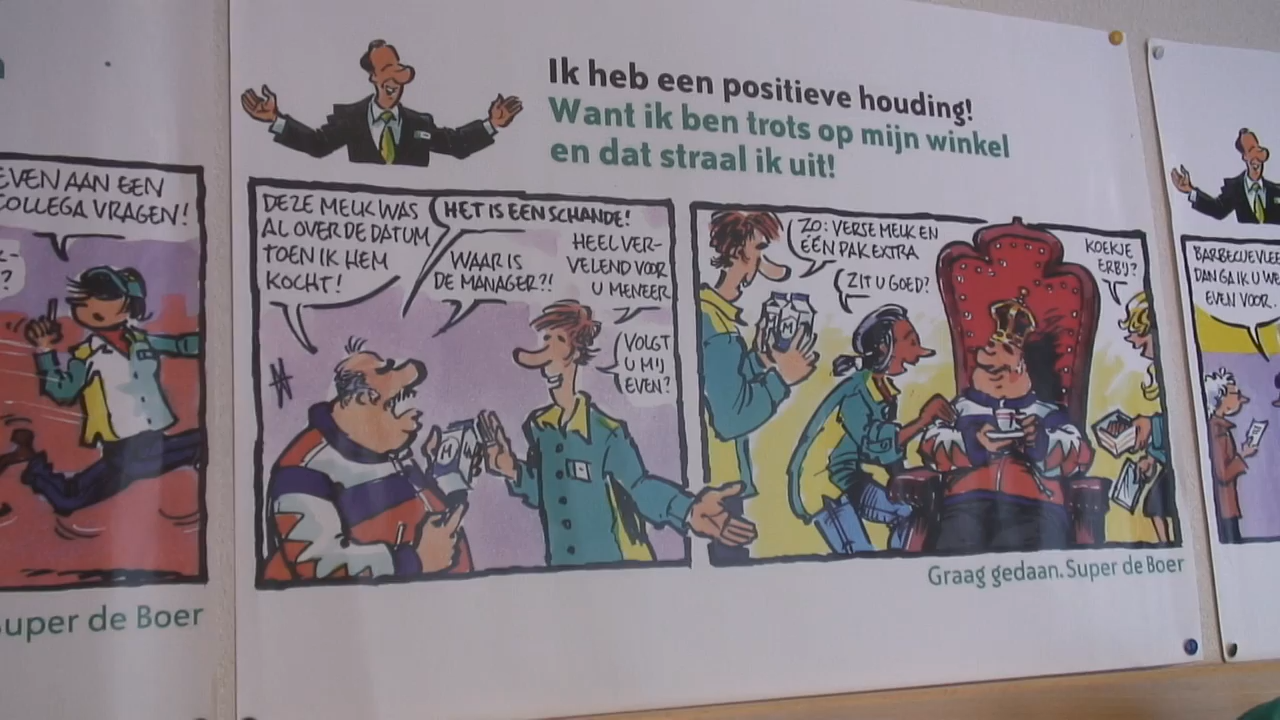 EVEN AAN EEN
COLLEGA VRAGEN!
?
Super de Boer
Ik heb een positieve houding!
Want ik ben trots op mijn winkel
en dat straal ik uit!
DEZE MELK WAS
AL OVER DE DATUM
TOEN IK HEM
KOCHT!
HET IS EEN SCHANDE!
WAAR IS
DE MANAGER?!
HEEL VER-
VELEND VOOR
U MENEER
VOLGT
U MIJ
EVEN?
M
ZO: VERSE MELK EN
ÉÉN PAK EXTRA
ZIT U GOED?
KOEKJE
ERBIJ?
M
Graag gedaan. Super de Boer
BARBECUEVLEE
DAN GA IK U WE
EVEN VOOR.